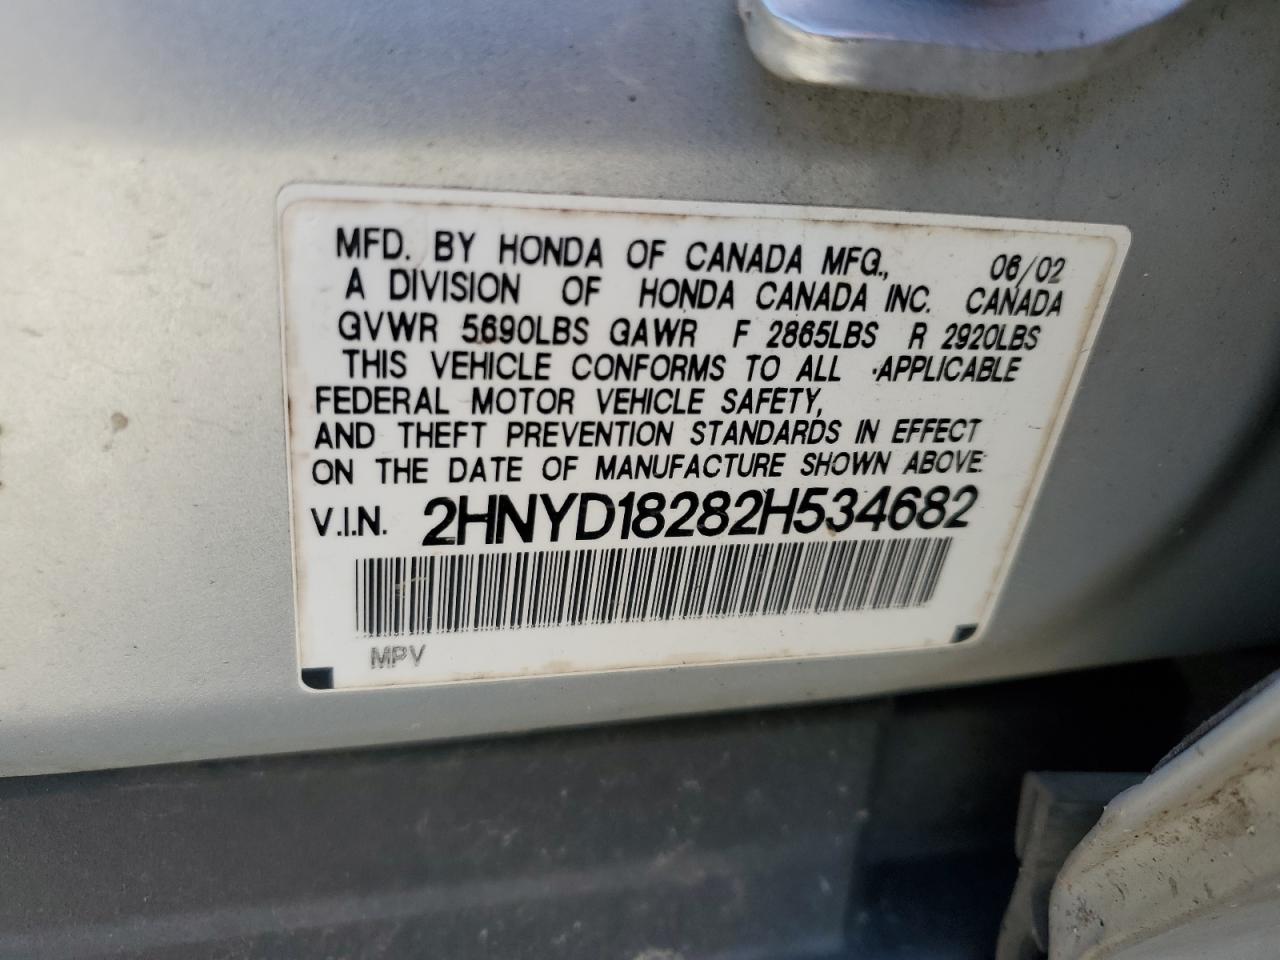 MFD. BY HONDA OF CANADA MFG., 06/02
A DIVISION OF HONDA CANADA INC. CANADA
GVWR 5690LBS GAWR F 2865LBS R 2920LBS
THIS VEHICLE CONFORMS TO ALL APPLICABLE
FEDERAL MOTOR VEHICLE SAFETY,
AND THEFT PREVENTION STANDARDS IN EFFECT
ON THE DATE OF MANUFACTURE SHOWN ABOVE.
V.I.N. 2HNYD18282H534682
MPV